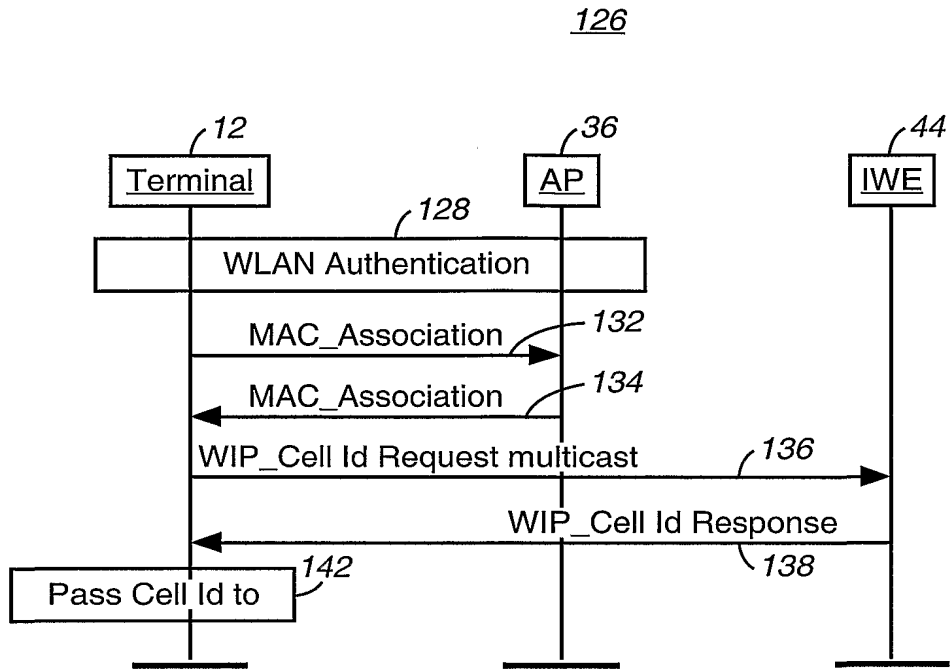 126
12
36
44
Terminal
AP
IWE
128
WLAN Authentication
MAC_Association
132
MAC_Association
134
WIP_Cell Id Request multicast
136
WIP_Cell Id Response
138
Pass Cell Id to
142